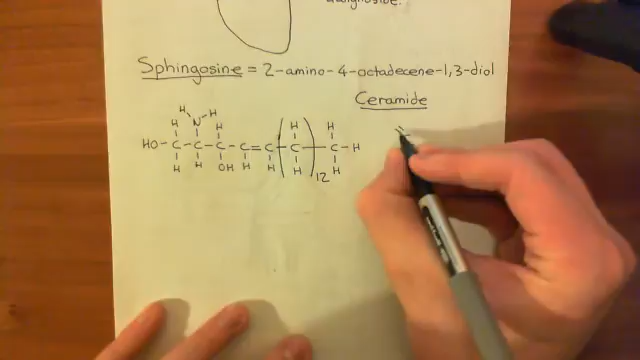 Sphingosine = 2-amino-4-octadecene-1,3-diol
Ceramide
H H
H N H H H
HO-C-C-C-C=C-(C)-C-H
H H OH H H H H
12